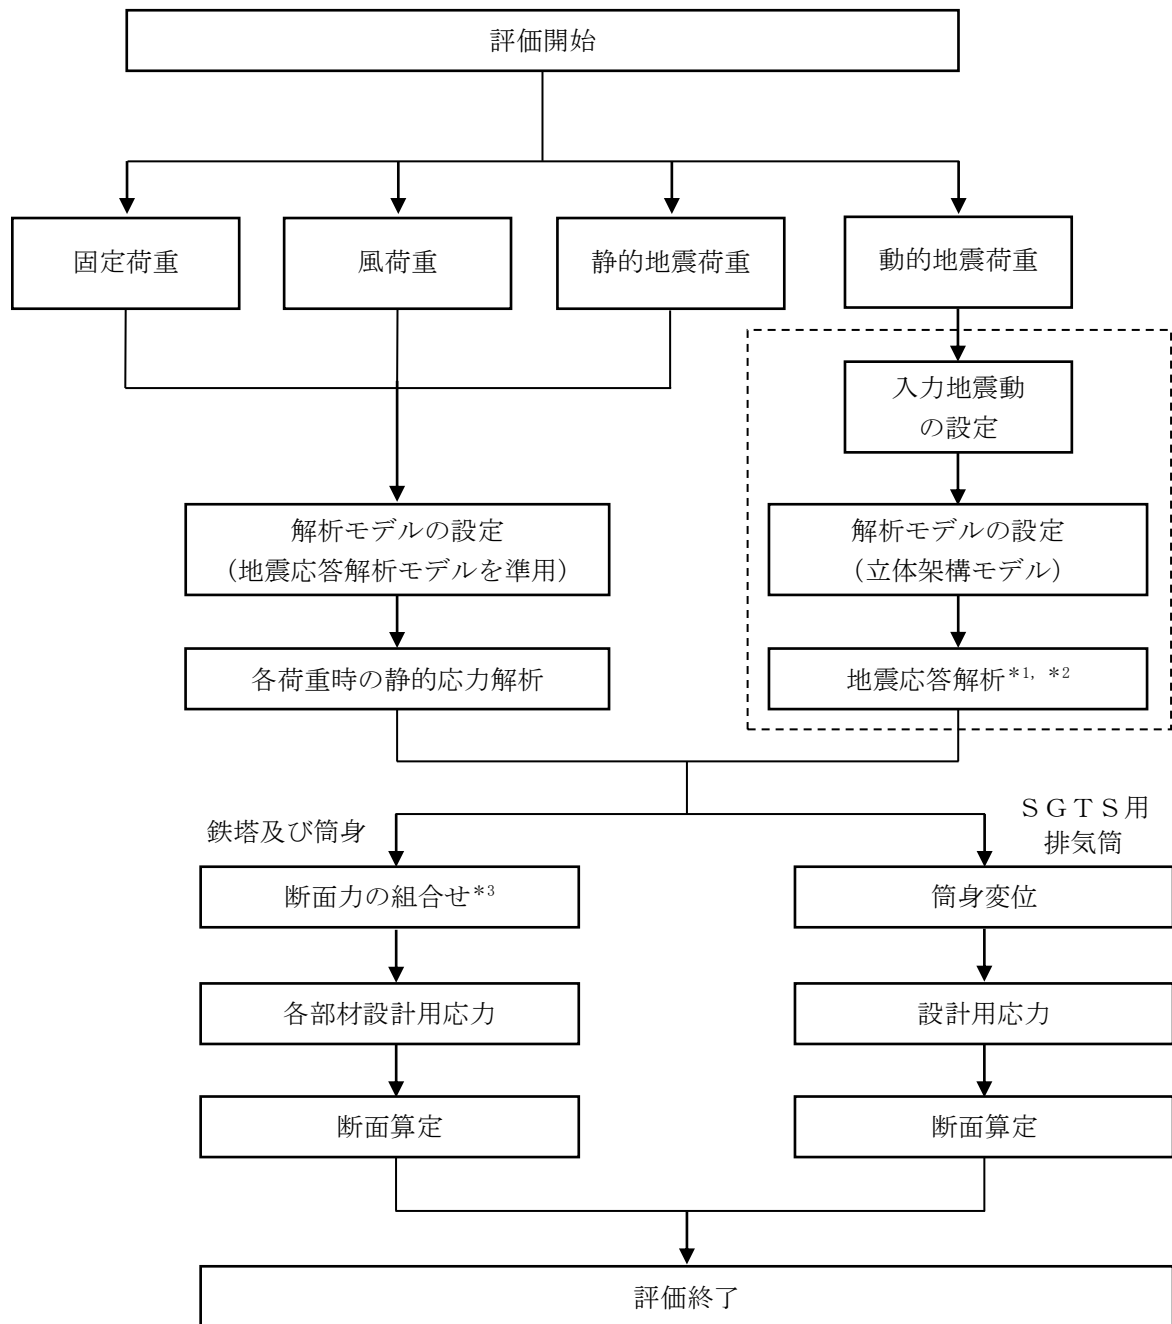 評価開始
固定荷重
風荷重
静的地震荷重
動的地震荷重
入力地震動
の設定
解析モデルの設定
（地震応答解析モデルを準用）
解析モデルの設定
（立体架構モデル）
各荷重時の静的応力解析
地震応答解析*1, *2
鉄塔及び筒身
ＳＧＴＳ用
排気筒
断面力の組合せ*3
筒身変位
各部材設計用応力
設計用応力
断面算定
断面算定
評価終了